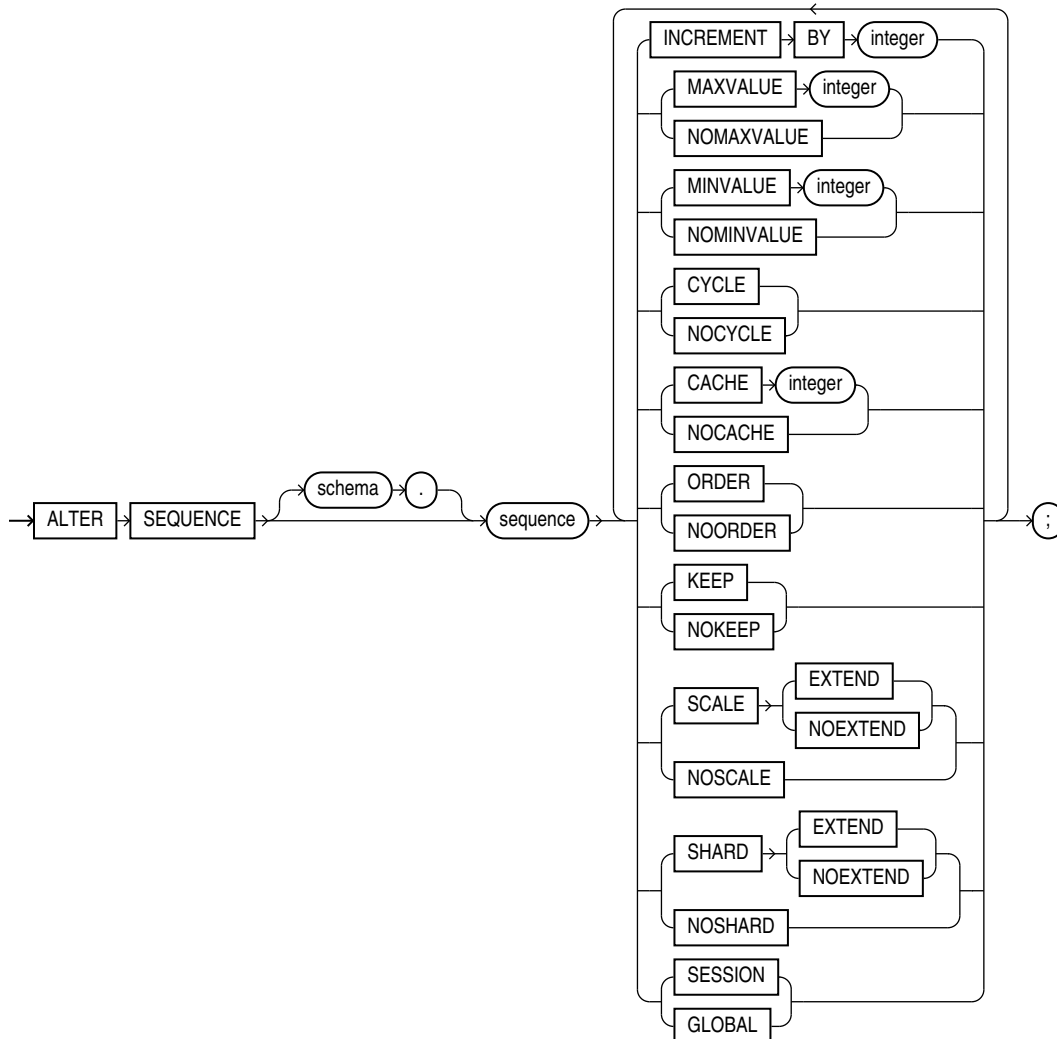 INCREMENT BY integer
MAXVALUE integer
NOMAXVALUE
MINVALUE integer
NOMINVALUE
CYCLE
NOCYCLE
CACHE integer
NOCACHE
ORDER
schema .
ALTER SEQUENCE sequence ;
NOORDER
KEEP
NOKEEP
EXTEND
SCALE
NOEXTEND
NOSCALE
EXTEND
SHARD
NOEXTEND
NOSHARD
SESSION
GLOBAL